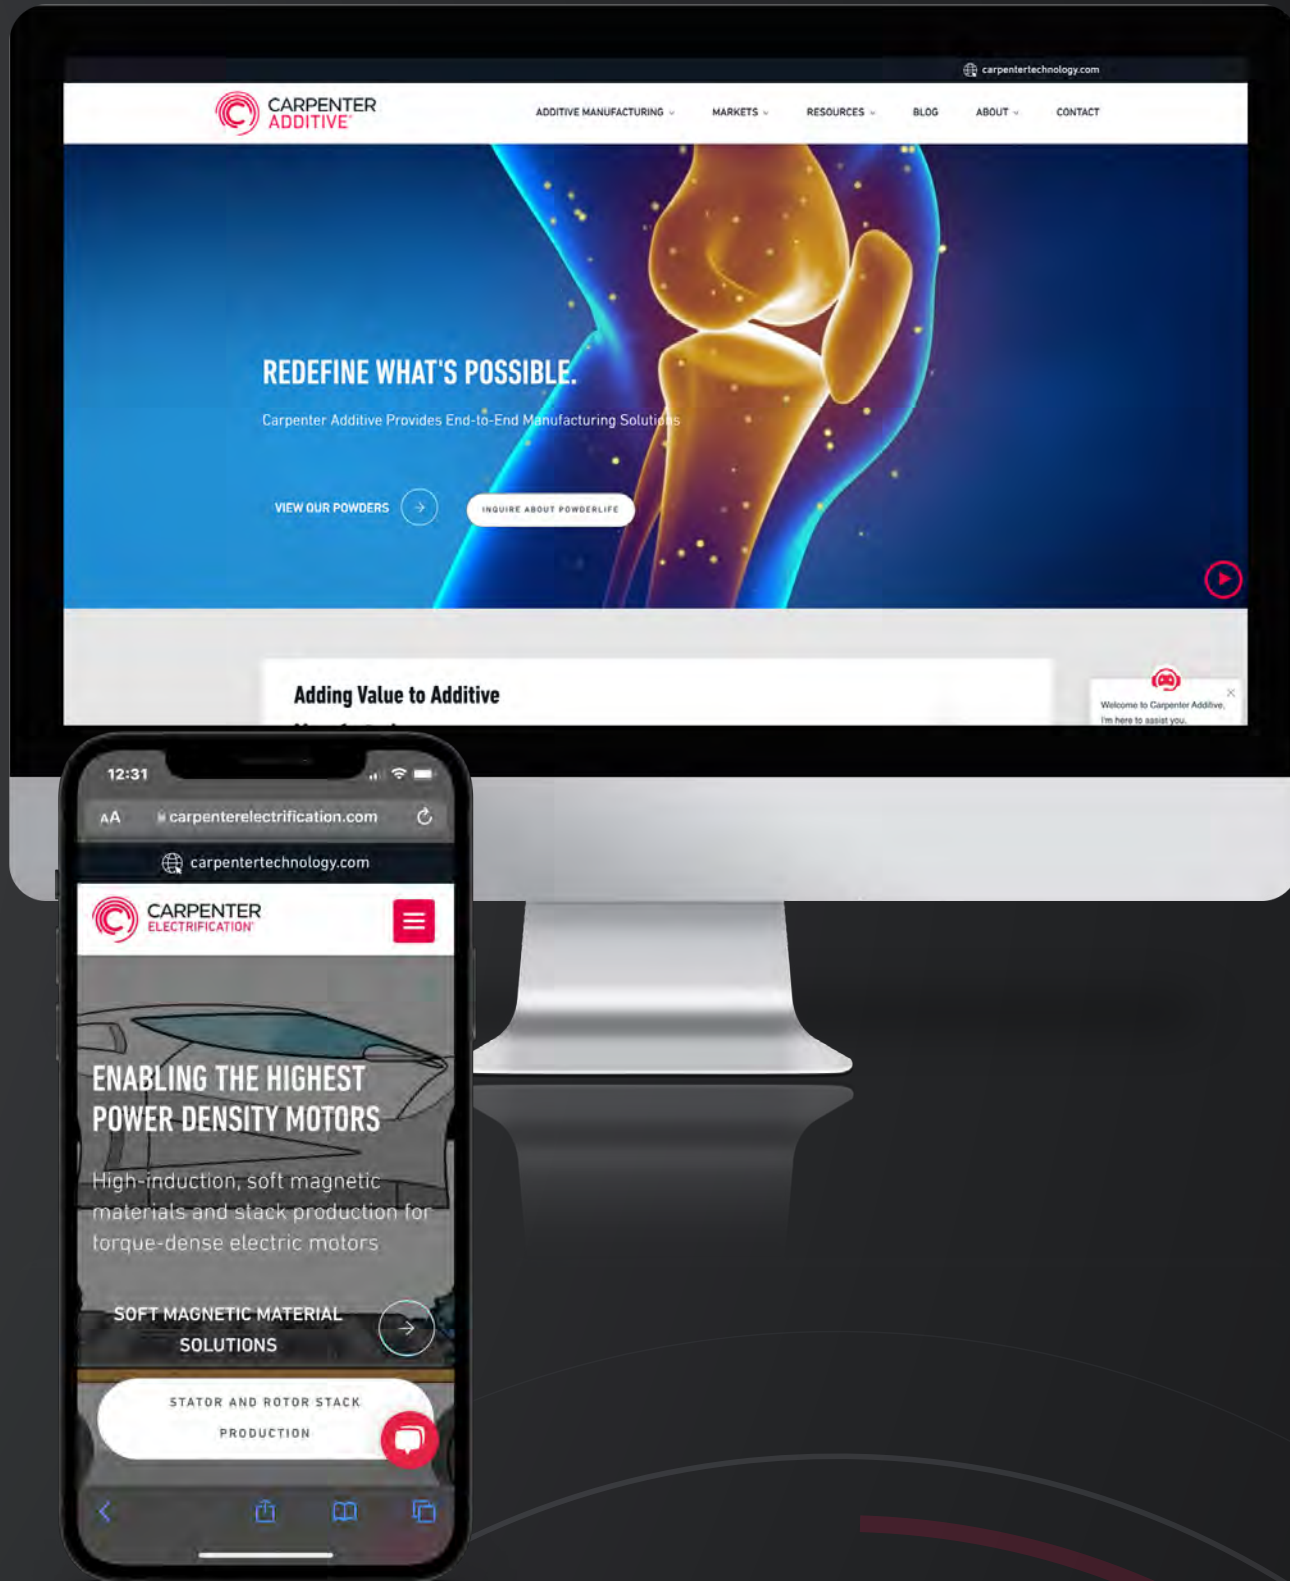 carpentertechnology.com
CARPENTER
ADDITIVE®
ADDITIVE MANUFACTURING
MARKETS
RESOURCES
BLOG
ABOUT
CONTACT
REDEFINE WHAT'S POSSIBLE.
Carpenter Additive Provides End-to-End Manufacturing Solutions
VIEW OUR POWDERS
INQUIRE ABOUT POWDERLIFE
Adding Value to Additive
Welcome to Carpenter Additive,
I'm here to assist you.
12:31
AA
carpenterelectrification.com
carpentertechnology.com
CARPENTER
ELECTRIFICATION®
ENABLING THE HIGHEST
POWER DENSITY MOTORS
High-induction, soft magnetic
materials and stack production for
torque-dense electric motors
SOFT MAGNETIC MATERIAL
SOLUTIONS
STATOR AND ROTOR STACK
PRODUCTION